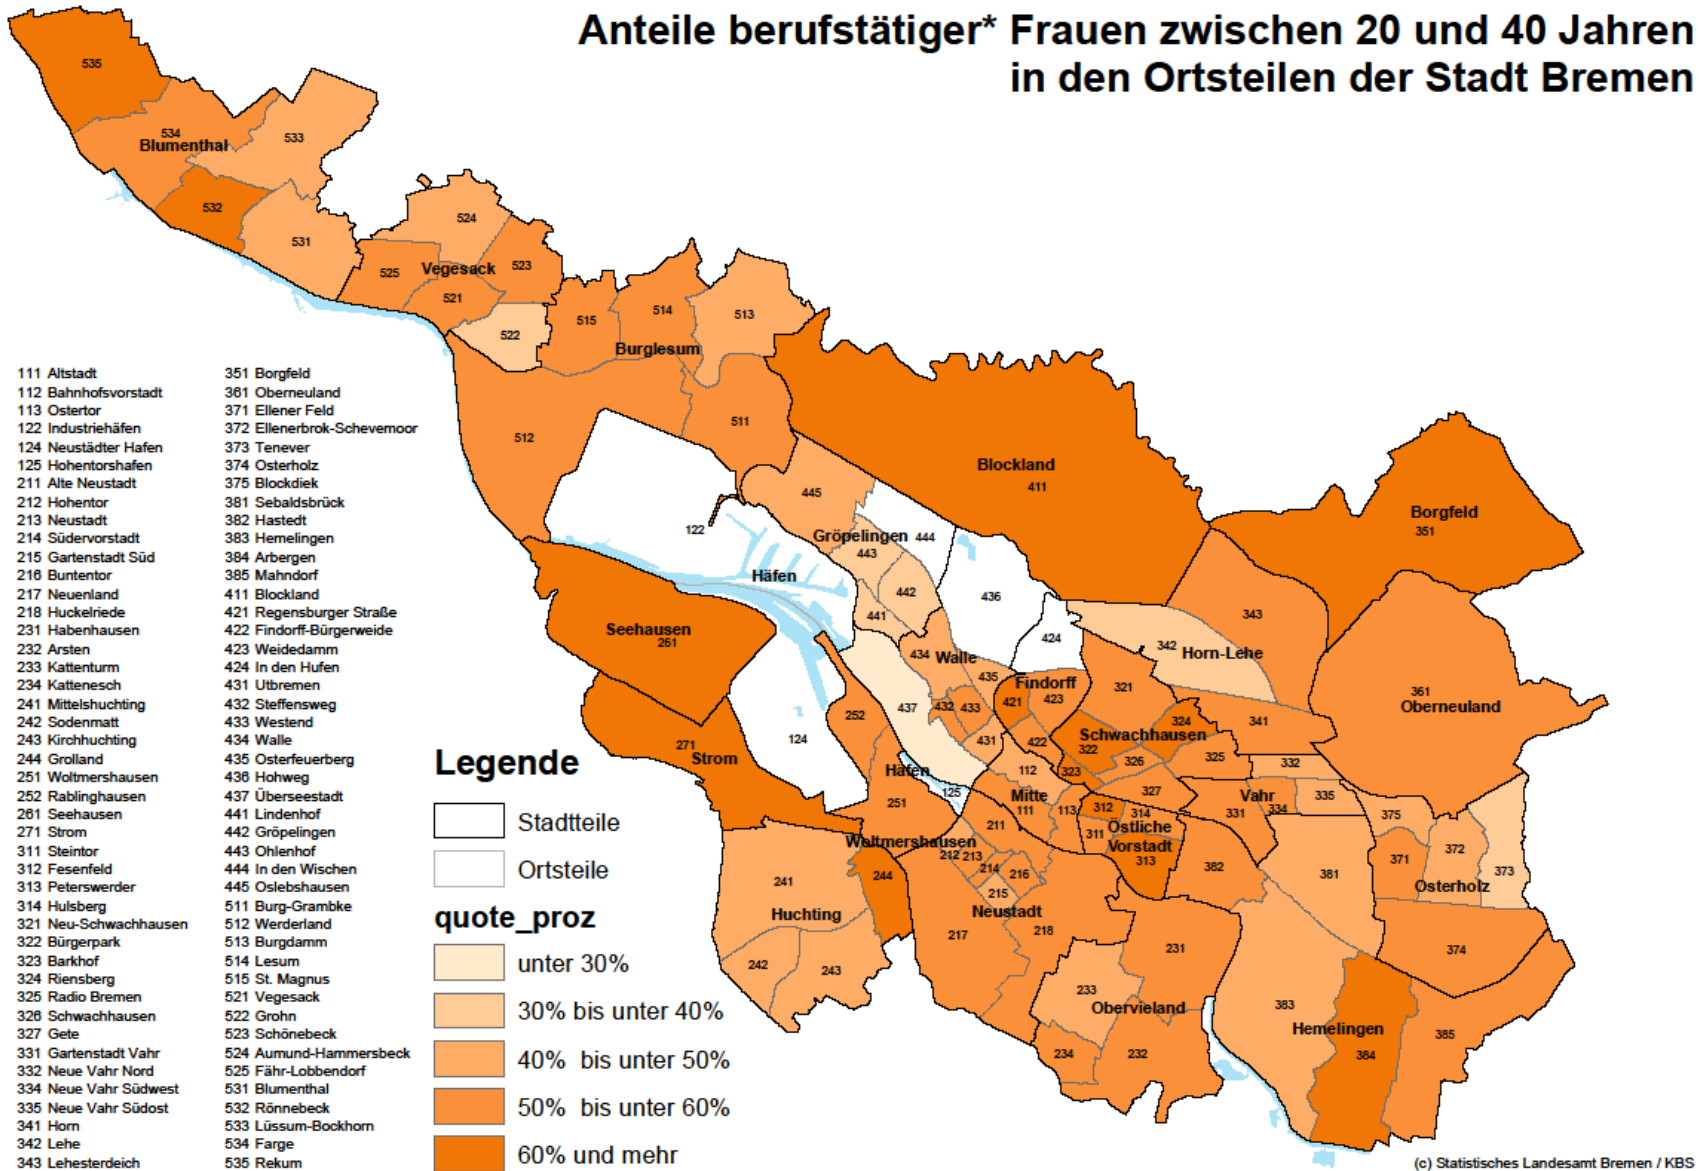 Anteile berufstätiger* Frauen zwischen 20 und 40 Jahren
in den Ortsteilen der Stadt Bremen
535
534
Blumenthal
533
532
531
524
525
Vegesack
523
521
522
515
514
513
Burglesum
512
511
Blockland
411
Borgfeld
351
445
122
Gröpelingen
443
444
442
441
Häfen
436
424
343
342
Horn-Lehe
Seehausen
261
434
Walle
435
Findorff
421
423
321
361
Oberneuland
437
432
433
431
422
252
124
271
Strom
Schwachhausen
322
324
341
325
326
323
327
332
Vahr
331
334
335
Häfen
125
112
Mitte
111
113
312
314
Östliche
Vorstadt
311
313
251
Woltmershausen
211
212
213
214
216
215
Neustadt
244
241
Huchting
242
243
217
218
382
381
375
371
372
373
Osterholz
374
231
233
Obervieland
234
232
383
Hemelingen
384
385
111 Altstadt
112 Bahnhofsvorstadt
113 Ostertor
122 Industriehäfen
124 Neustädter Hafen
125 Hohentorshafen
211 Alte Neustadt
212 Hohentor
213 Neustadt
214 Südervorstadt
215 Gartenstadt Süd
216 Buntentor
217 Neuenland
218 Huckelriede
231 Habenhausen
232 Arsten
233 Kattenturm
234 Kattenesch
241 Mittelshuchting
242 Sodenmatt
243 Kirchhuchting
244 Grolland
251 Woltmershausen
252 Rablinghausen
261 Seehausen
271 Strom
311 Steintor
312 Fesenfeld
313 Peterswerder
314 Hulsberg
321 Neu-Schwachhausen
322 Bürgerpark
323 Barkhof
324 Riensberg
325 Radio Bremen
326 Schwachhausen
327 Gete
331 Gartenstadt Vahr
332 Neue Vahr Nord
334 Neue Vahr Südwest
335 Neue Vahr Südost
341 Horn
342 Lehe
343 Lehesterdeich
351 Borgfeld
361 Oberneuland
371 Ellener Feld
372 Ellenerbrok-Schevemoor
373 Tenever
374 Osterholz
375 Blockdiek
381 Sebaldsbrück
382 Hastedt
383 Hemelingen
384 Arbergen
385 Mahndorf
411 Blockland
421 Regensburger Straße
422 Findorff-Bürgerweide
423 Weidedamm
424 In den Hufen
431 Utbremen
432 Steffensweg
433 Westend
434 Walle
435 Osterfeuerberg
436 Hohweg
437 Überseestadt
441 Lindenhof
442 Gröpelingen
443 Ohlenhof
444 In den Wischen
445 Oslebshausen
511 Burg-Grambke
512 Werderland
513 Burgdamm
514 Lesum
515 St. Magnus
521 Vegesack
522 Grohn
523 Schönebeck
524 Aumund-Hammersbeck
525 Fähr-Lobbendorf
531 Blumenthal
532 Rönnebeck
533 Lüssum-Bockhorn
534 Farge
535 Rekum
Legende
Stadtteile
Ortsteile
quote_proz
unter 30%
30% bis unter 40%
40% bis unter 50%
50% bis unter 60%
60% und mehr
(c) Statistisches Landesamt Bremen / KBS